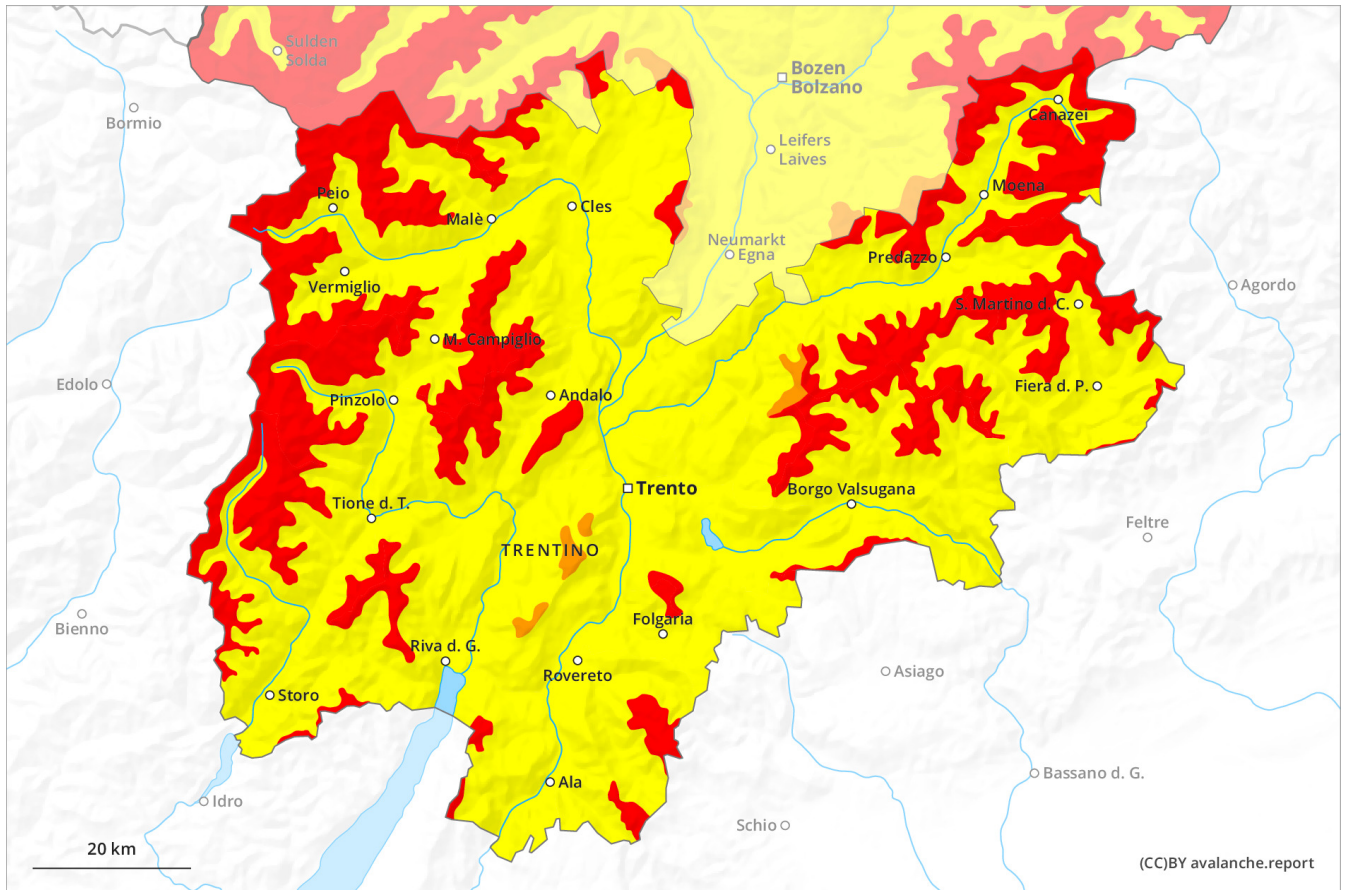 Sulden
Solda
Bozen
Bolzano
Canazei
Bormio
Leifers
Laives
Moena
Peio
Malè
Cles
Neumarkt
Egna
Predazzo
Vermiglio
Agordo
S. Martino d. C.
M. Campiglio
Edolo
Pinzolo
Andalo
Fiera d. P.
Trento
Borgo Valsugana
Tione d. T.
Feltre
TRENTINO
Bienno
Folgaria
Riva d. G.
Rovereto
Asiago
Storo
Ala
Bassano d. G.
Idro
Schio
20 km
(CC)BY avalanche.report